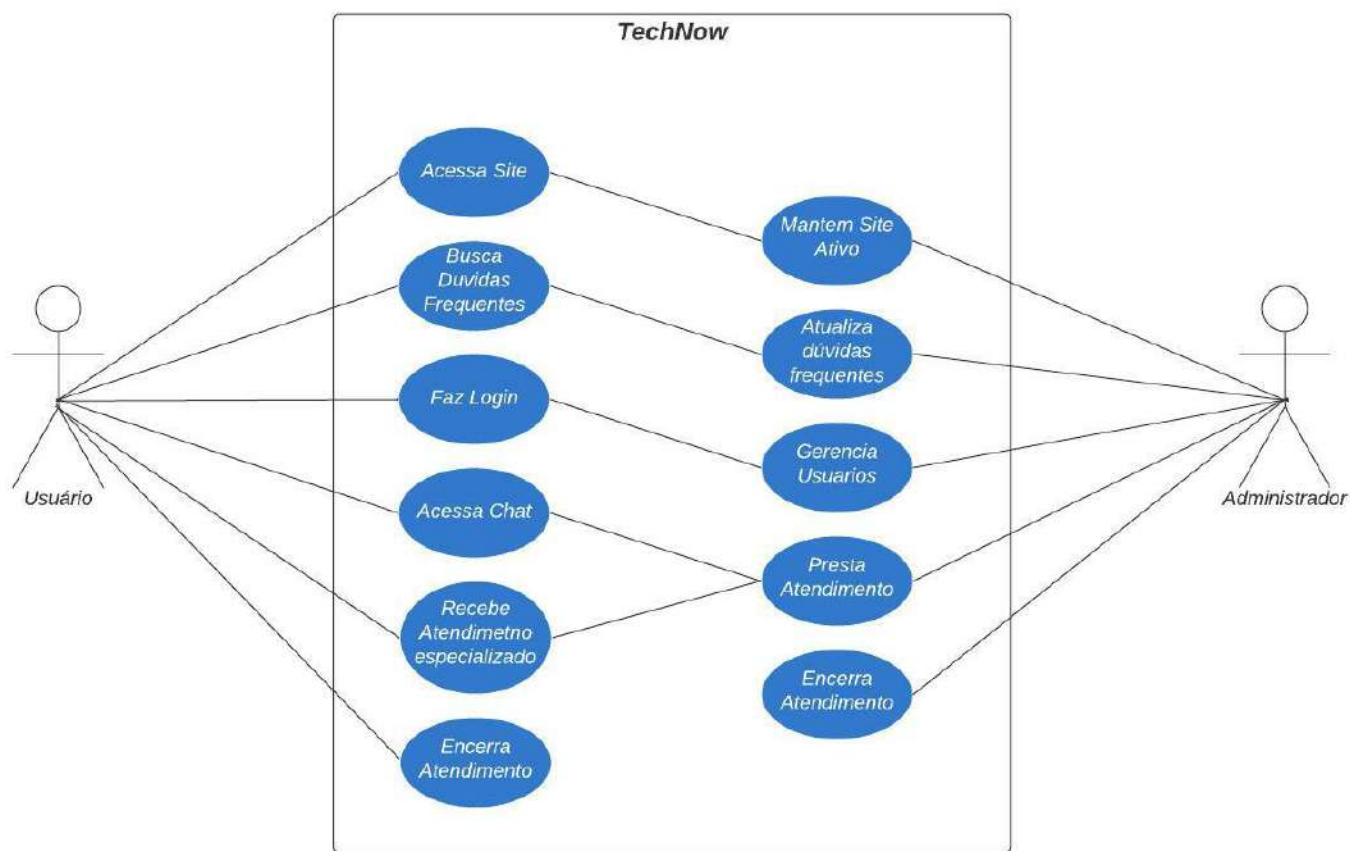 TechNow
Acessa Site
Busca
Dúvidas
Frequentes
Faz Login
Acessa Chat
Recebe
Atendimetno
especializado
Encerra
Atendimento
Mantem Site
Ativo
Atualiza
dúvidas
frequentes
Gerencia
Usuarios
Presta
Atendimento
Encerra
Atendimento
Usuário
Administrador